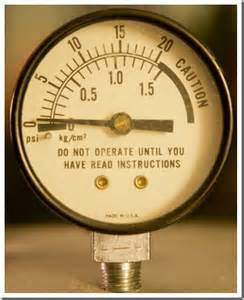 0 5 10 15 20
CAUTION
0 0.5 1.0 1.5
psi kg/cm²
DO NOT OPERATE UNTIL YOU
HAVE READ INSTRUCTIONS
MADE IN U.S.A.